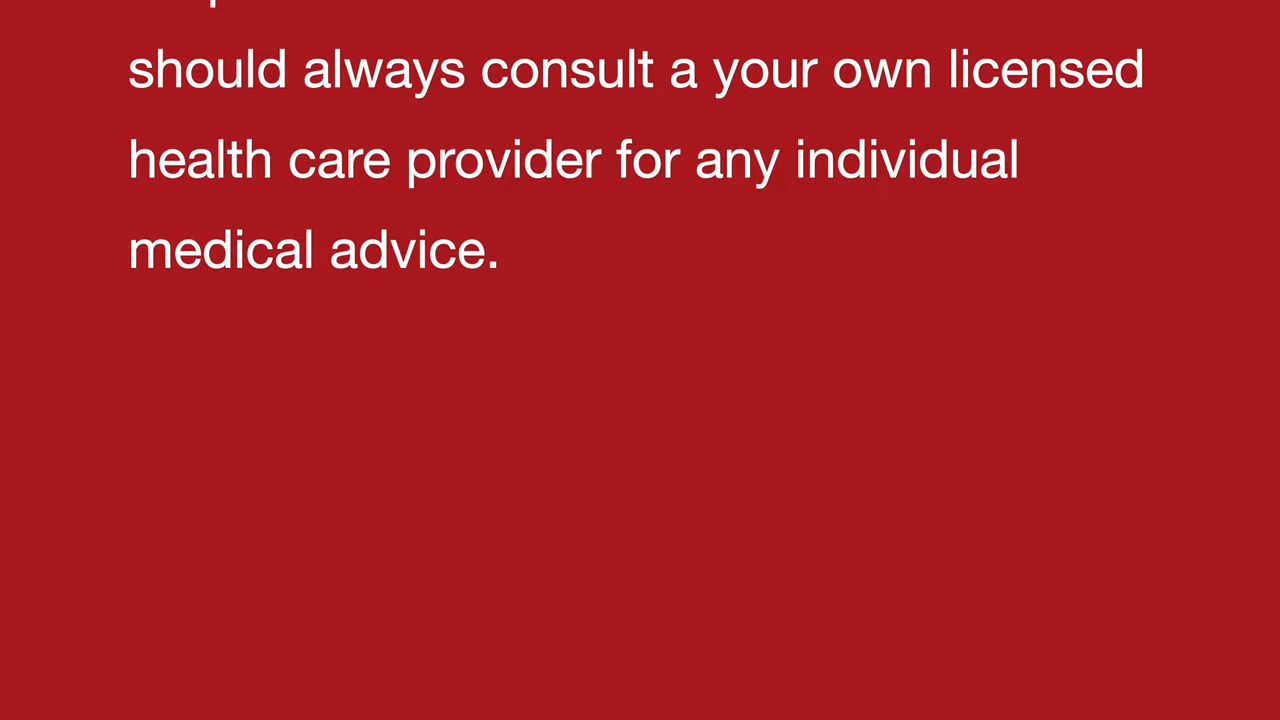 should always consult a your own licensed
health care provider for any individual
medical advice.